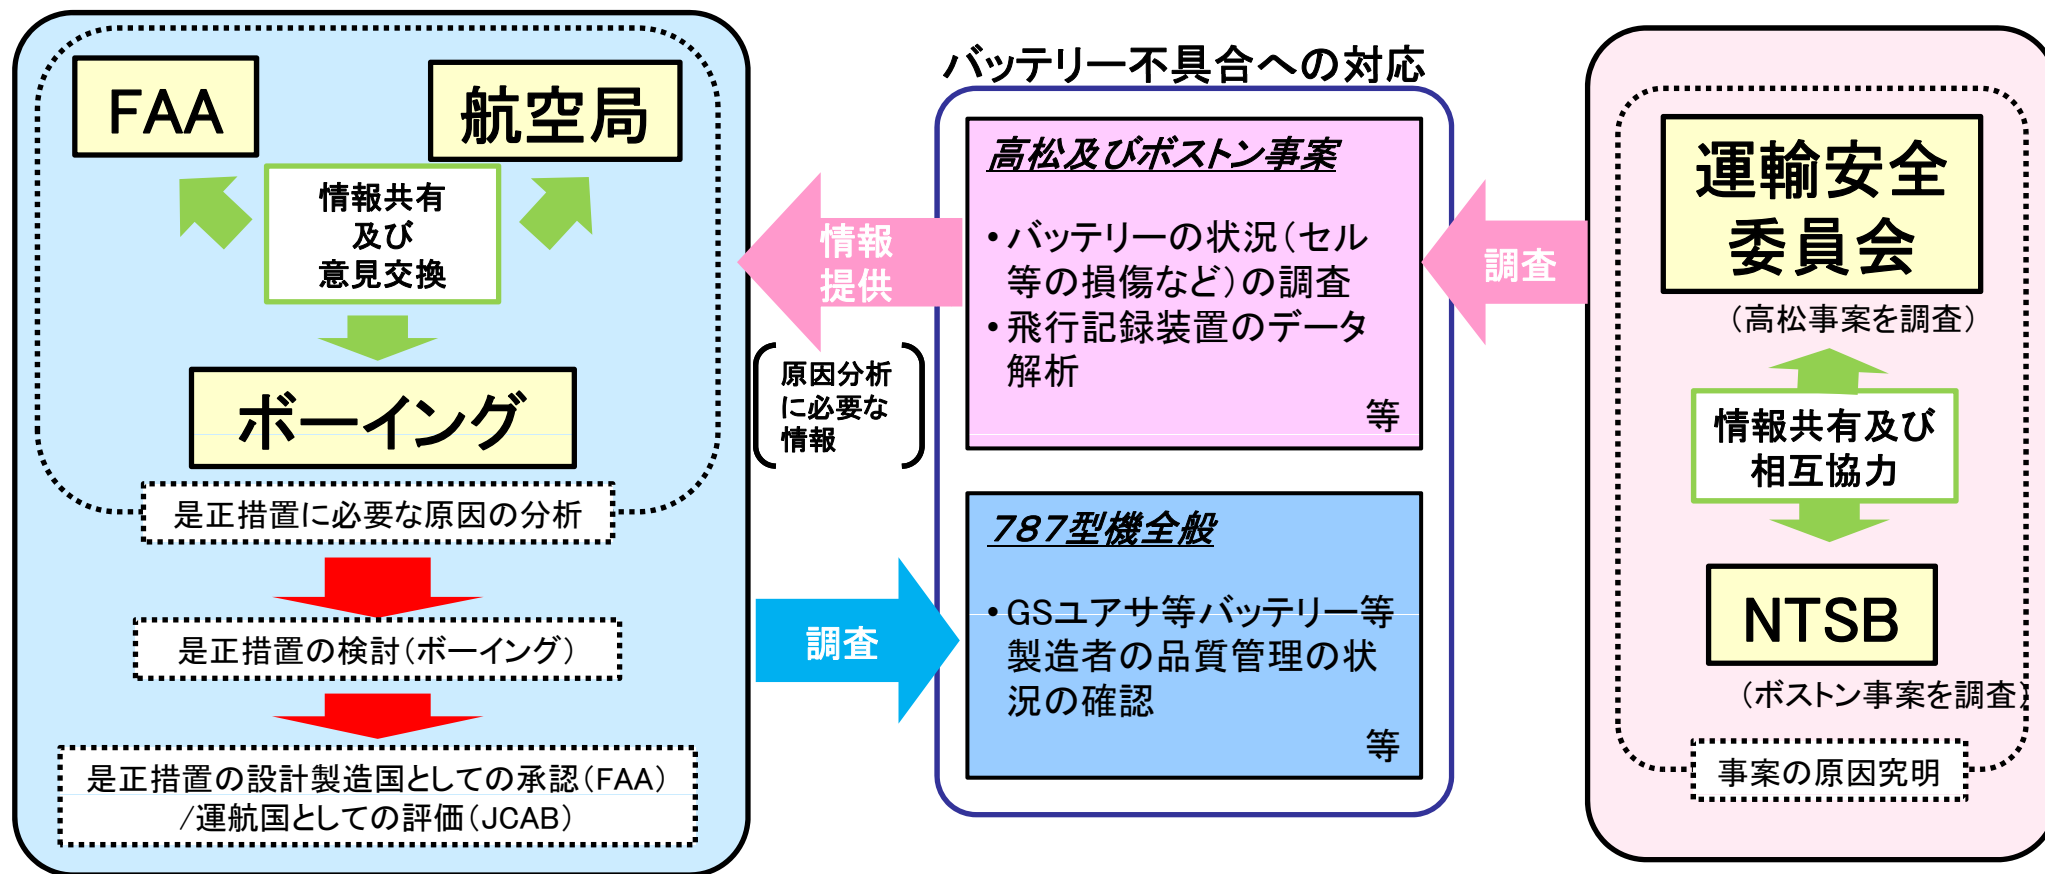 FAA
航空局
情報共有
及び
意見交換
ボーイング
是正措置に必要な原因の分析
是正措置の検討(ボーイング)
是正措置の設計製造国としての承認(FAA)
/運航国としての評価(JCAB)
情報
提供
原因分析
に必要な
情報
調査
バッテリー不具合への対応
高松及びボストン事案
・バッテリーの状況(セル
等の損傷など)の調査
・飛行記録装置のデータ
解析
等
787型機全般
・GSユアサ等バッテリー等
製造者の品質管理の状
況の確認
等
調査
運輸安全
委員会
(高松事案を調査)
情報共有及び
相互協力
NTSB
(ボストン事案を調査)
事案の原因究明